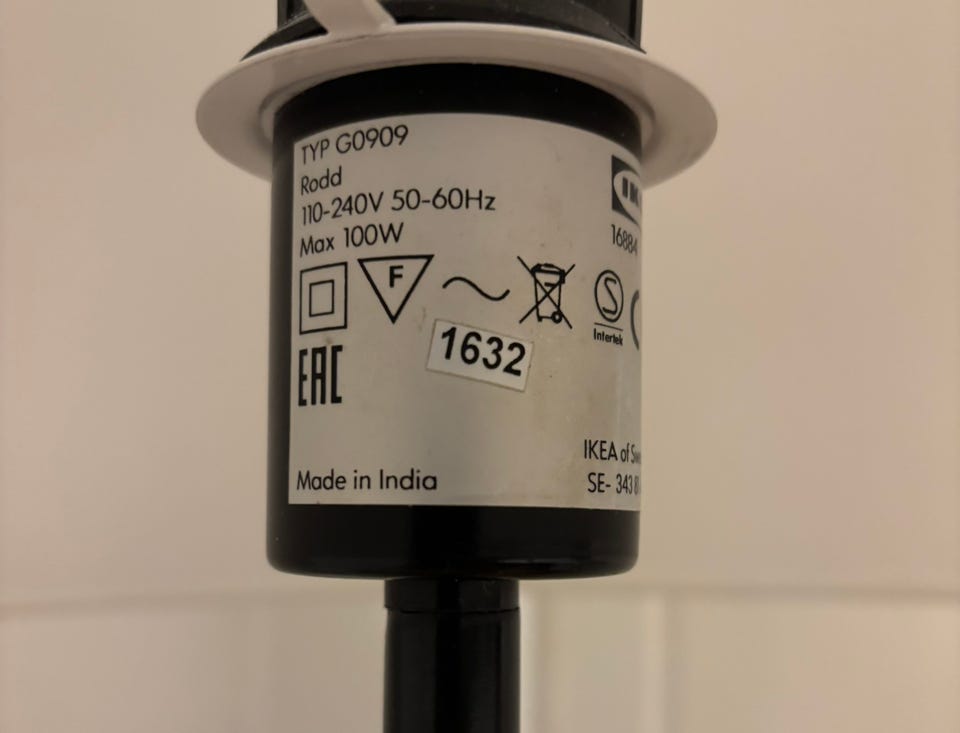 TYP G0909
Rodd
110-240V 50-60Hz
Max 100W
16884
F
S
Intertek
1632
EAC
IKEA of
SE- 343
Made in India